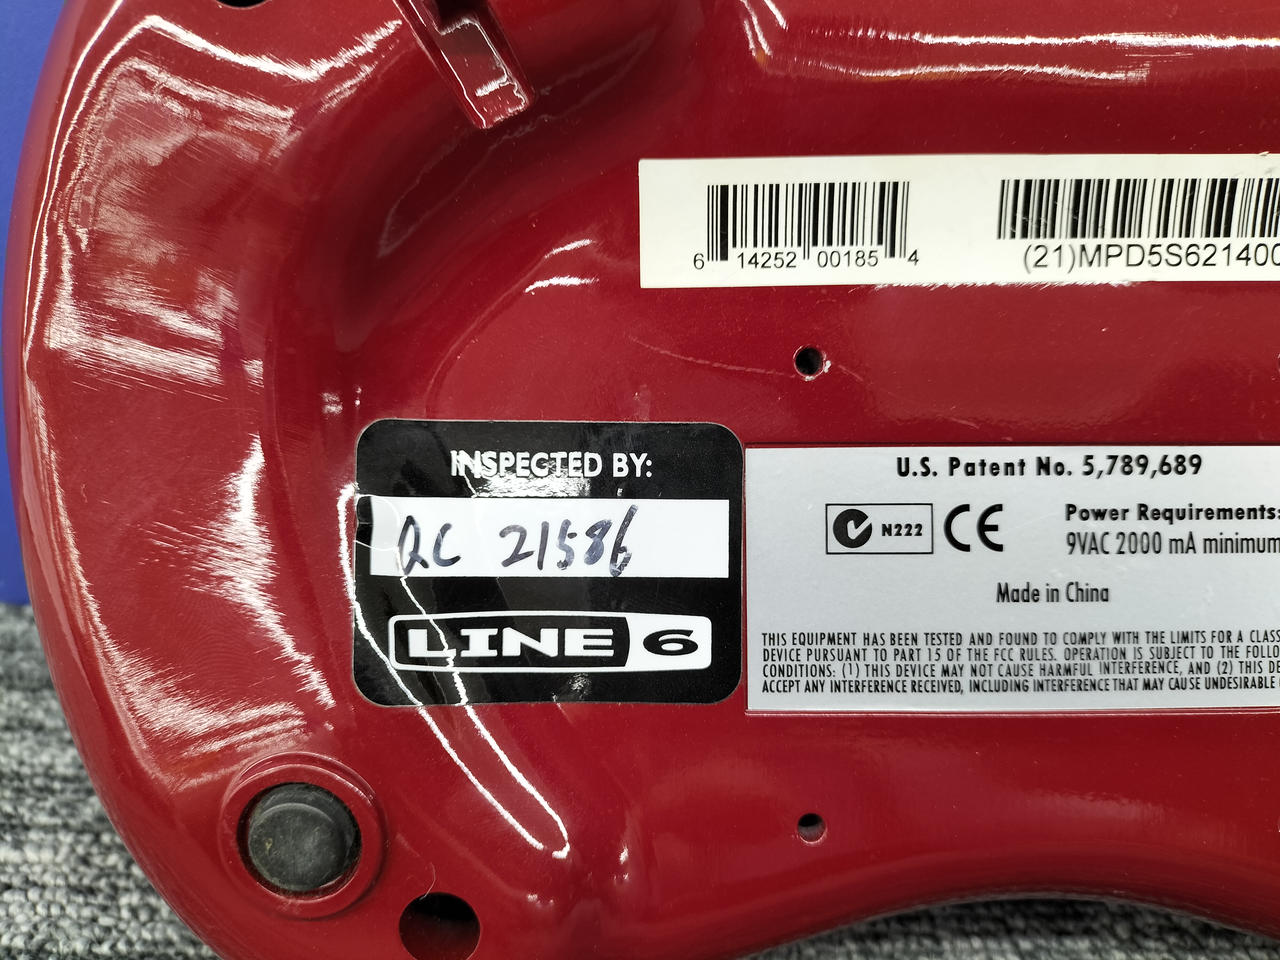 6 14252 00185 4
(21)MPD5S621400
INSPECTED BY:
QC 21586
LINE 6
U.S. Patent No. 5,789,689
N222 CE
Power Requirements:
9VAC 2000 mA minimum
Made in China
THIS EQUIPMENT HAS BEEN TESTED AND FOUND TO COMPLY WITH THE LIMITS FOR A CLASS
DEVICE PURSUANT TO PART 15 OF THE FCC RULES. OPERATION IS SUBJECT TO THE FOLLO
CONDITIONS: (1) THIS DEVICE MAY NOT CAUSE HARMFUL INTERFERENCE, AND (2) THIS DE
ACCEPT ANY INTERFERENCE RECEIVED, INCLUDING INTERFERENCE THAT MAY CAUSE UNDESIRABLE